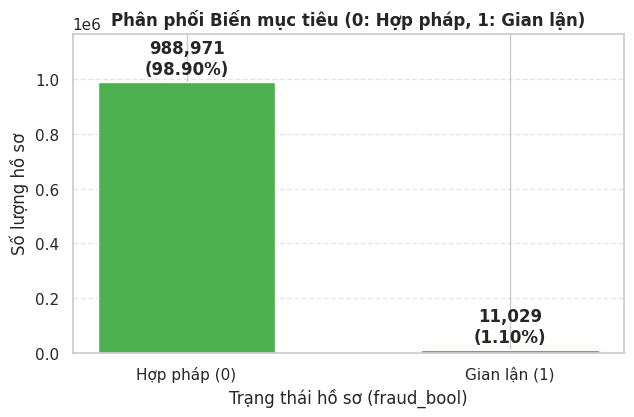 Phân phối Biến mục tiêu (0: Hợp pháp, 1: Gian lận)
1e6
988,971
(98.90%)
1.0
0.8
0.6
0.4
0.2
0.0
Số lượng hồ sơ
11,029
(1.10%)
Hợp pháp (0)
Gian lận (1)
Trạng thái hồ sơ (fraud_bool)